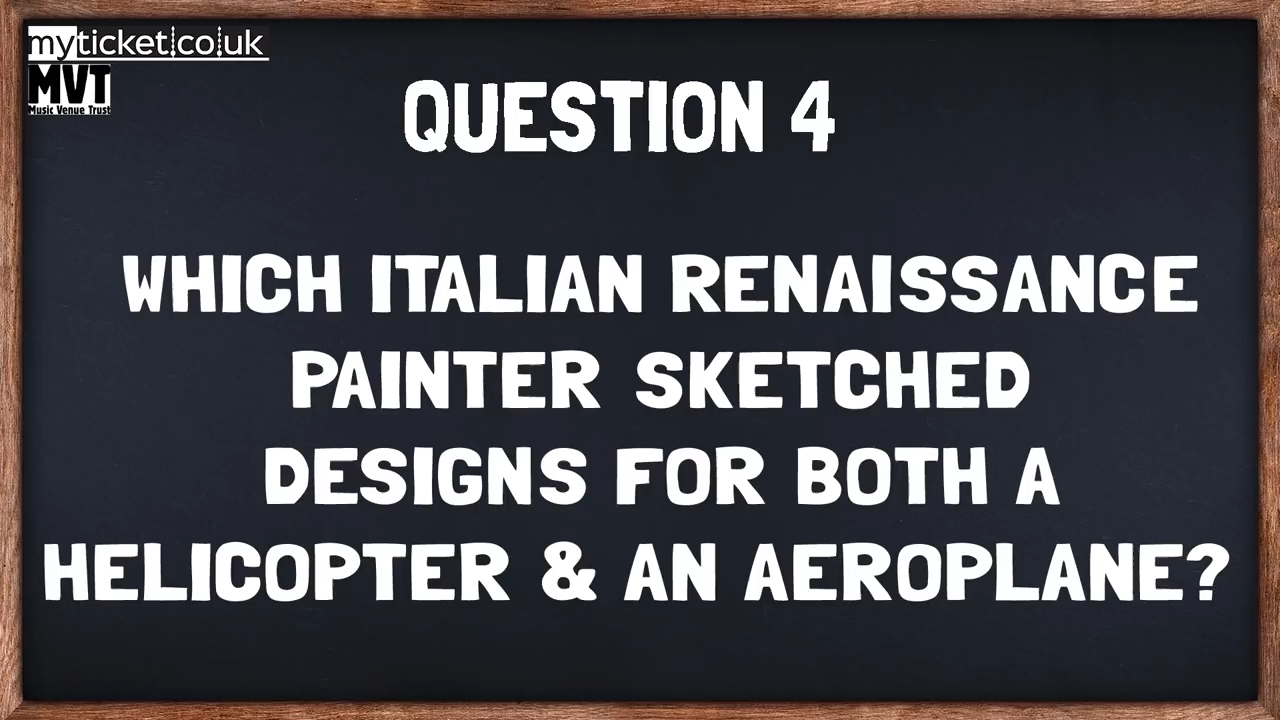 myticket.co.uk
MVT
Music Venue Trust
QUESTION 4
WHICH ITALIAN RENAISSANCE
PAINTER SKETCHED
DESIGNS FOR BOTH A
HELICOPTER & AN AEROPLANE?